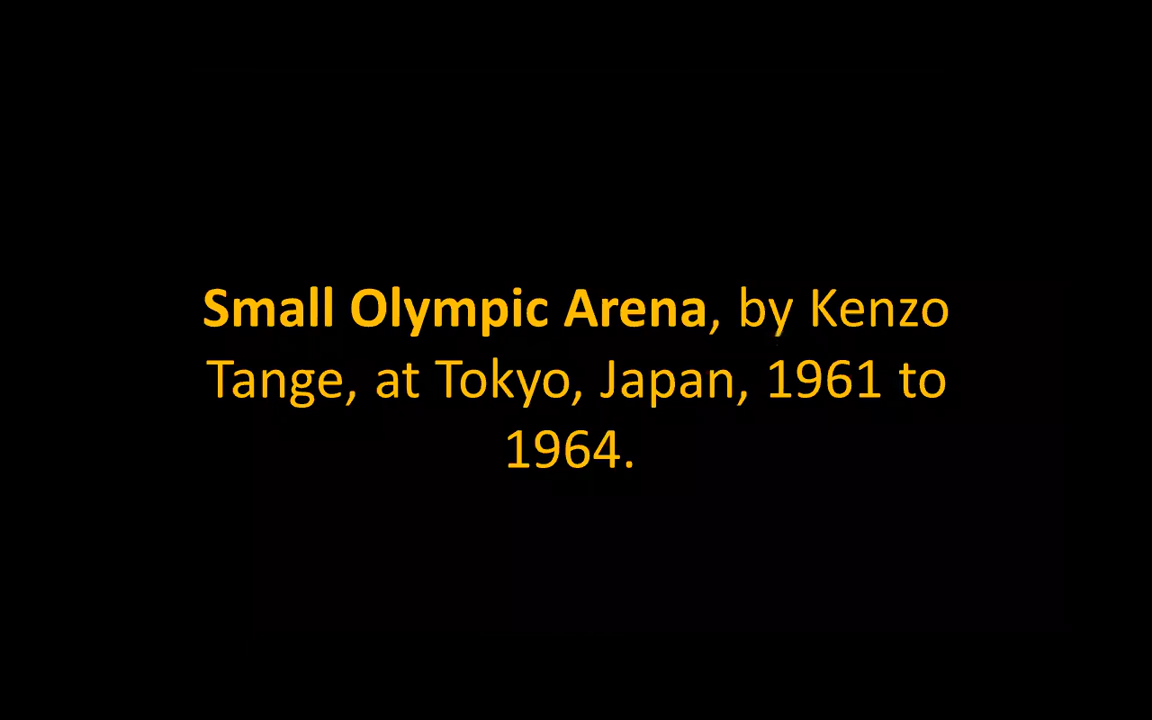 Small Olympic Arena, by Kenzo
Tange, at Tokyo, Japan, 1961 to
1964.